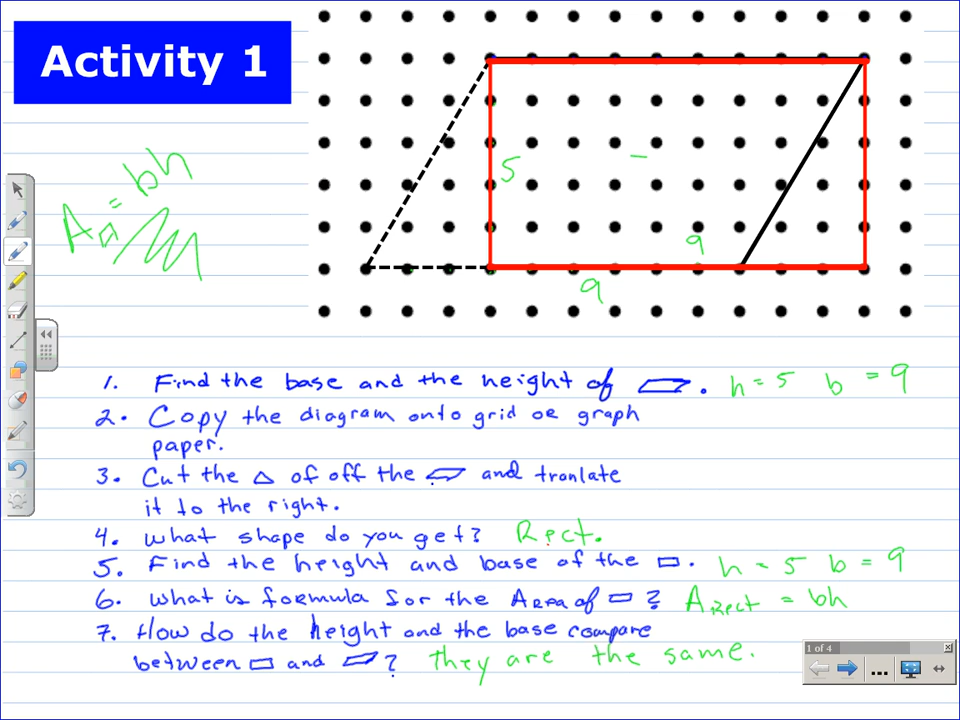 Activity 1
A▱ = bh
5
9
9
1. Find the base and the height of ▱. h = 5 b = 9
2. Copy the diagram onto grid or graph
paper.
3. Cut the △ of off the ▱ and tranlate
it to the right.
4. What shape do you get? Rect.
5. Find the height and base of the ▭. h = 5 b = 9
6. What is formula for the Area of ▭? A Rect = bh
7. How do the height and the base compare
between ▭ and ▱? they are the same.
1 of 4